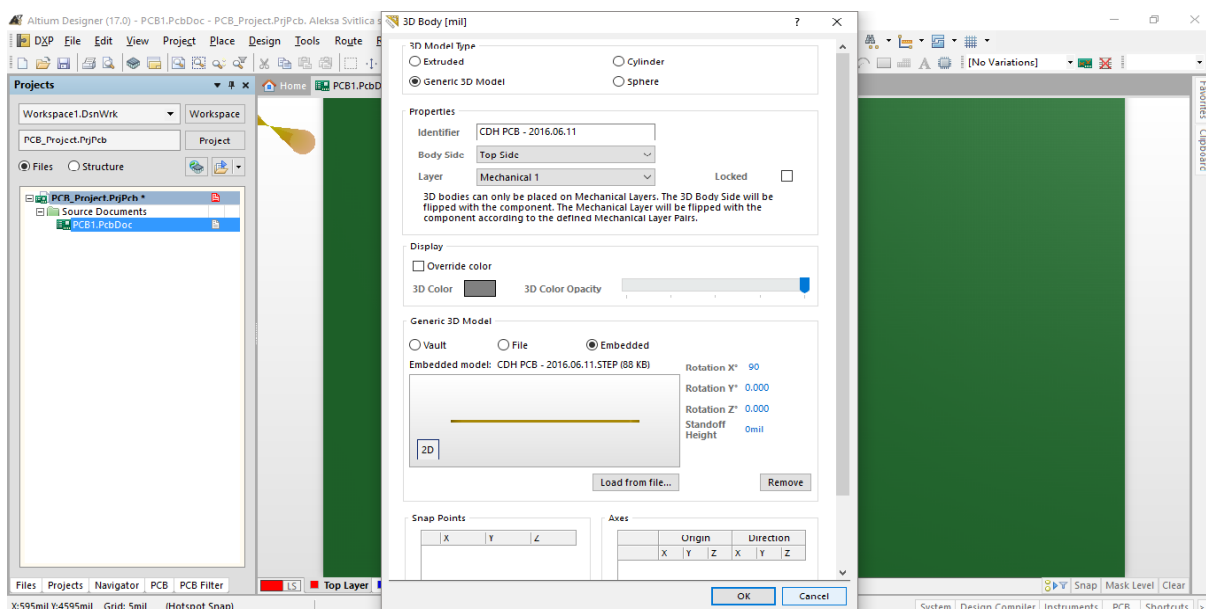 Altium Designer (17.0) - PCB1.PcbDoc - PCB_Project.PrjPcb. Aleksa Svitlica
DXP File Edit View Project Place Design Tools Route
[No Variations]
Projects
Home PCB1.PcbD
Workspace1.DsnWrk Workspace
PCB_Project.PrjPcb Project
Files Structure
PCB_Project.PrjPcb *
Source Documents
PCB1.PcbDoc
Files Projects Navigator PCB PCB Filter
LS Top Layer
X:595mil Y:4595mil Grid: 5mil (Hotspot Snap)
3D Body [mil] ?
3D Model Type
Extruded Cylinder
Generic 3D Model Sphere
Properties
Identifier CDH PCB - 2016.06.11
Body Side Top Side
Layer Mechanical 1 Locked
3D bodies can only be placed on Mechanical Layers. The 3D Body Side will be
flipped with the component. The Mechanical Layer will be flipped with the
component according to the defined Mechanical Layer Pairs.
Display
Override color
3D Color 3D Color Opacity
Generic 3D Model
Vault File Embedded
Embedded model: CDH PCB - 2016.06.11.STEP (88 KB)
Rotation X° 90
Rotation Y° 0.000
Rotation Z° 0.000
Standoff
Height 0mil
2D
Load from file... Remove
Snap Points
X Y Z
Axes
Origin Direction
X Y Z X Y Z
OK Cancel
Favorites
Clipboard
Snap Mask Level Clear
System Design Compiler Instruments PCB Shortcuts